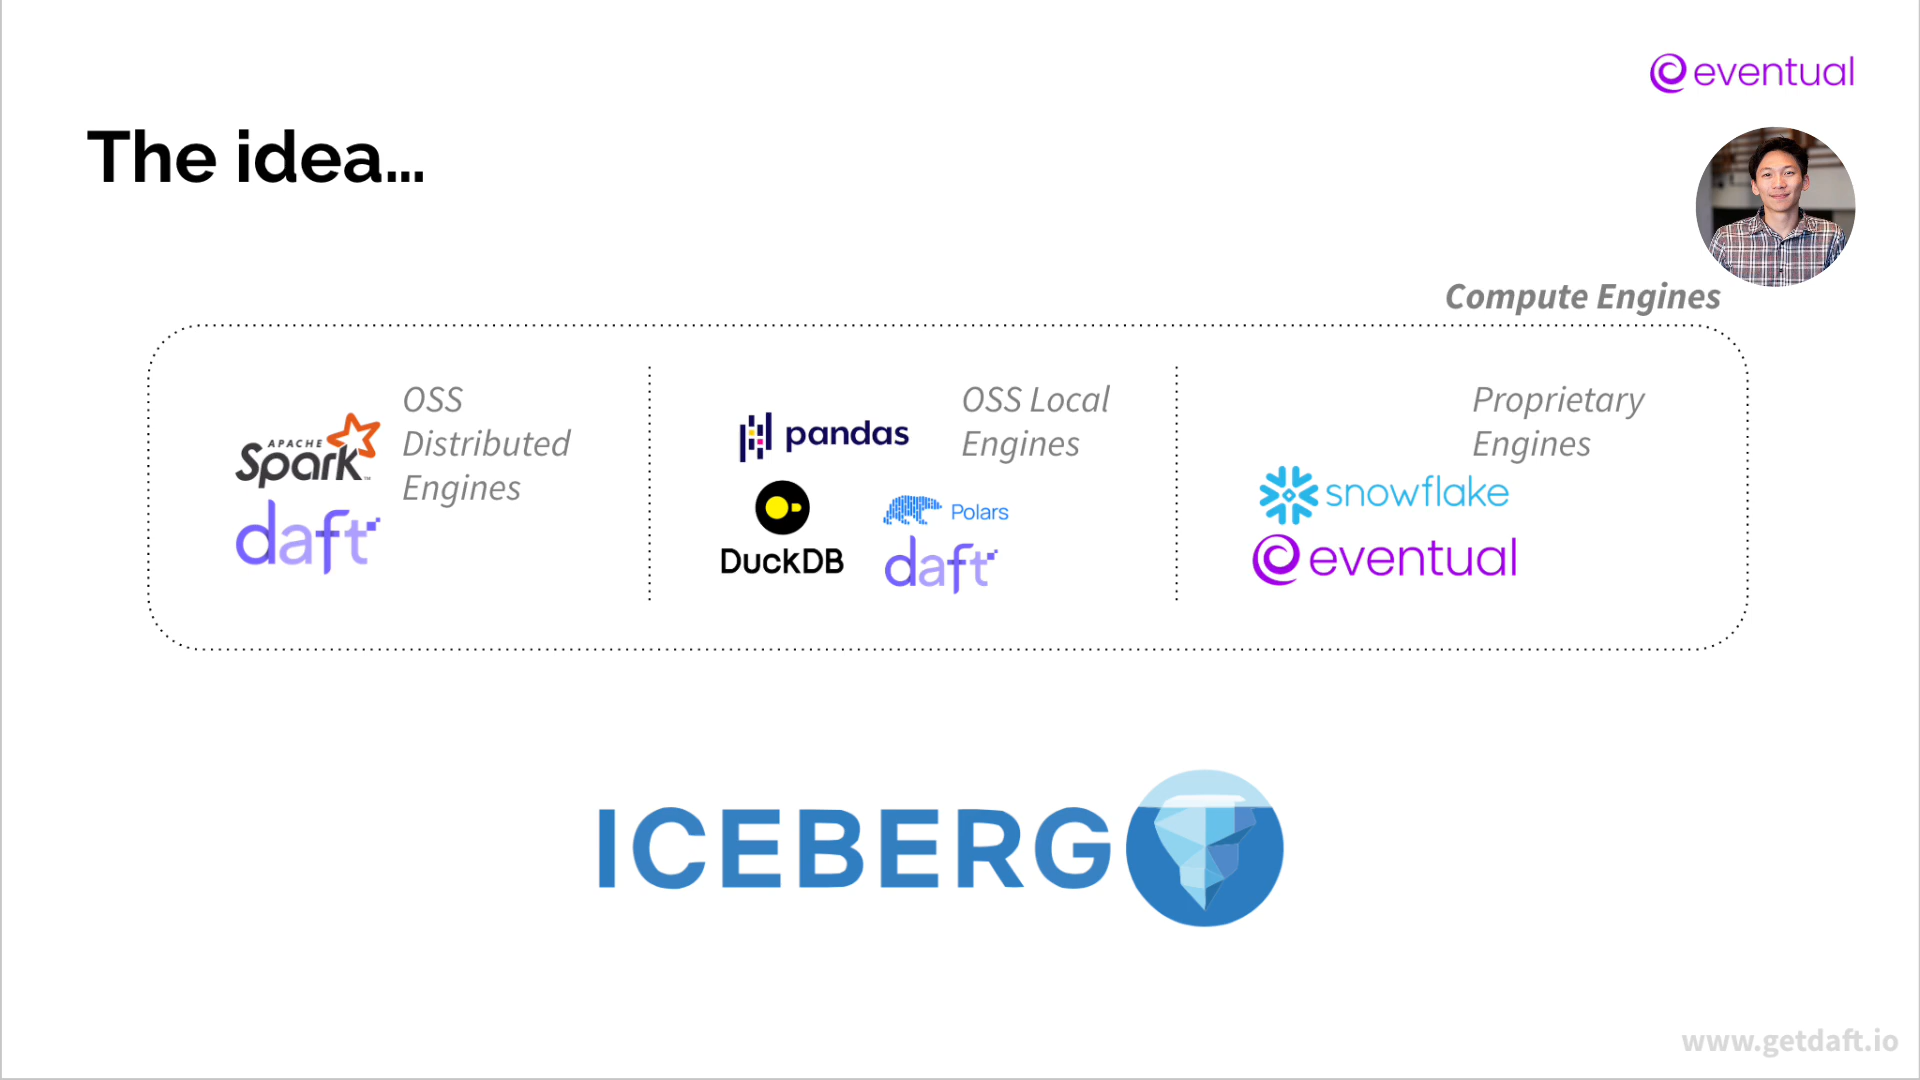 eventual
The idea...
Compute Engines
APACHE
Spark™
OSS
Distributed
Engines
daft
pandas
OSS Local
Engines
DuckDB
Polars
daft
Proprietary
Engines
snowflake
eventual
ICEBERG
www.getdaft.io